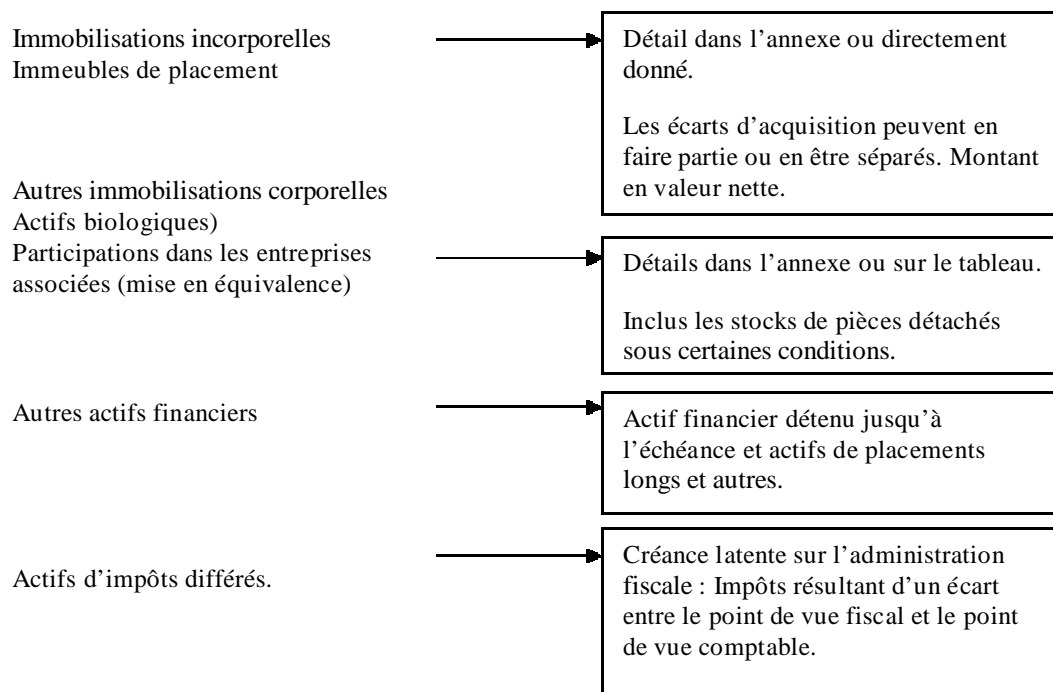 Immobilisations incorporelles
Immeubles de placement
Détail dans l’annexe ou directement
donné.
Les écarts d’acquisition peuvent en
faire partie ou en être séparés. Montant
en valeur nette.
Autres immobilisations corporelles
Actifs biologiques)
Participations dans les entreprises
associées (mise en équivalence)
Détails dans l’annexe ou sur le tableau.
Inclus les stocks de pièces détachés
sous certaines conditions.
Autres actifs financiers
Actif financier détenu jusqu’à
l’échéance et actifs de placements
longs et autres.
Actifs d’impôts différés.
Créance latente sur l’administration
fiscale : Impôts résultant d’un écart
entre le point de vue fiscal et le point
de vue comptable.